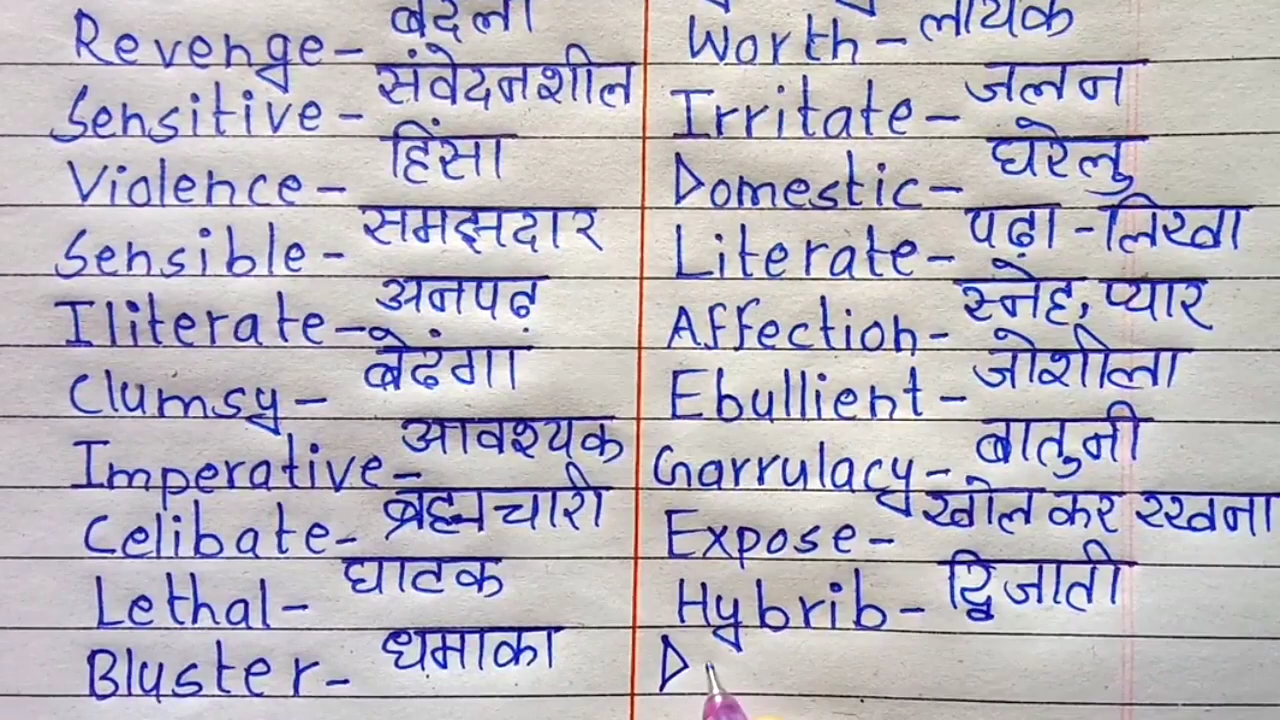 Revenge- बदला
Sensitive- संवेदनशील
Violence- हिंसा
Sensible- समझदार
Iliterate- अनपढ़
Clumsy- बेढंगा
Imperative- आवश्यक
Celibate- ब्रह्मचारी
Lethal- घाटक
Bluster- धमाका
Worth- लायक
Irritate- जलन
Domestic- घरेलु
Literate- पढ़ा-लिखा
Affection- स्नेह, प्यार
Ebullient- जोशीला
Garrulacy- बातुनी
Expose- खोल कर रखना
Hybrib- द्विजाती
D